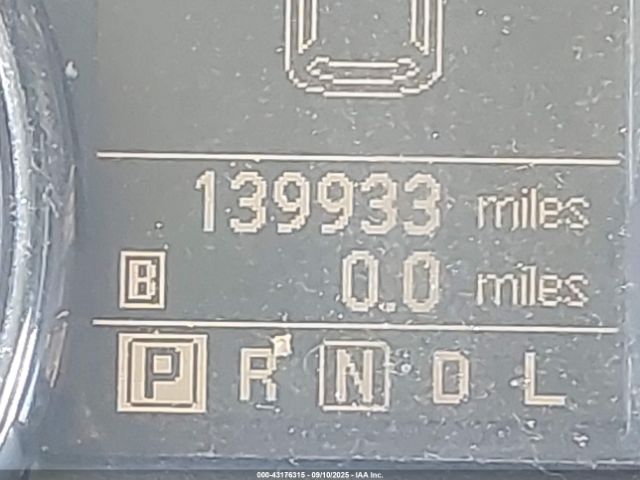 139933 miles
B 0.0 miles
P R N D L
000-43176315 - 09/10/2025 - IAA Inc.